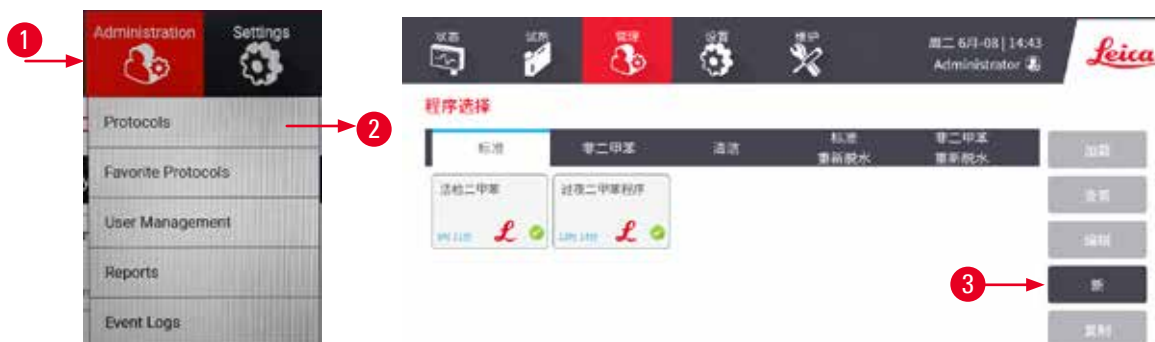 1
Administration
Settings
Protocols
2
Favorite Protocols
User Management
Reports
Event Logs
状态
试剂
管理
设置
维护
周二 6月-08 | 14:43
Administrator
Leica
程序选择
标准
非二甲苯
清洁
标准
重新脱水
非二甲苯
重新脱水
加载
查看
编辑
3
新
复制
活检二甲苯
过夜二甲苯程序